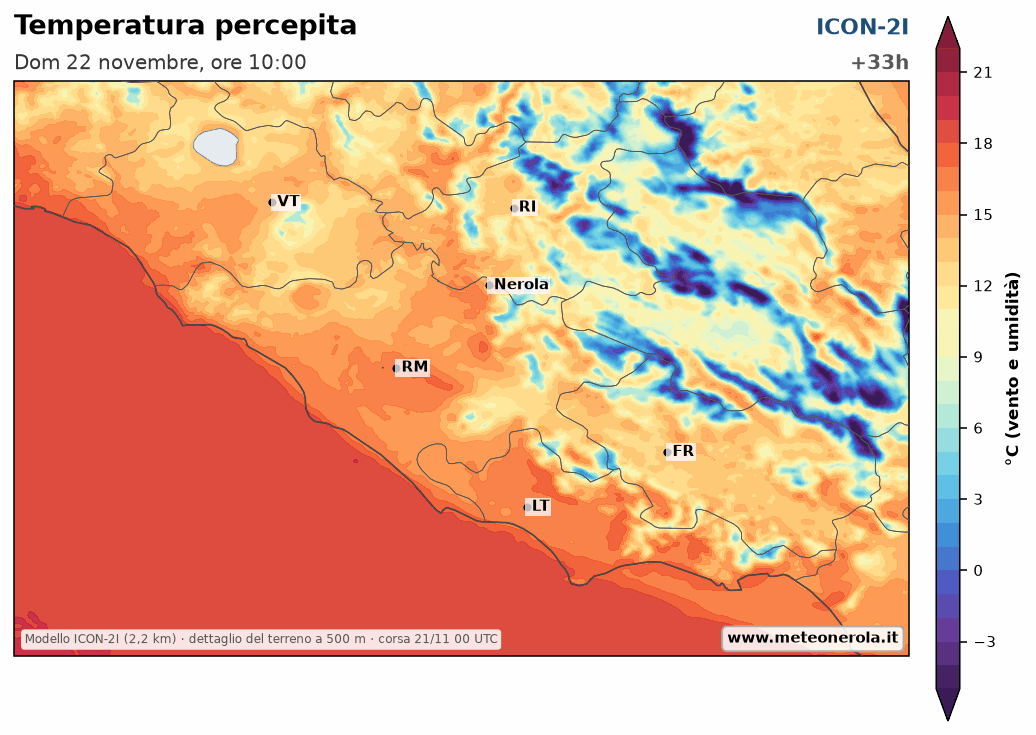 Temperatura percepita
ICON-2I
Dom 22 novembre, ore 10:00
+33h
21
18
15
12
9
6
3
0
−3
°C (vento e umidità)
VT
RI
Nerola
RM
FR
LT
Modello ICON-2I (2,2 km) · dettaglio del terreno a 500 m · corsa 21/11 00 UTC
www.meteonerola.it